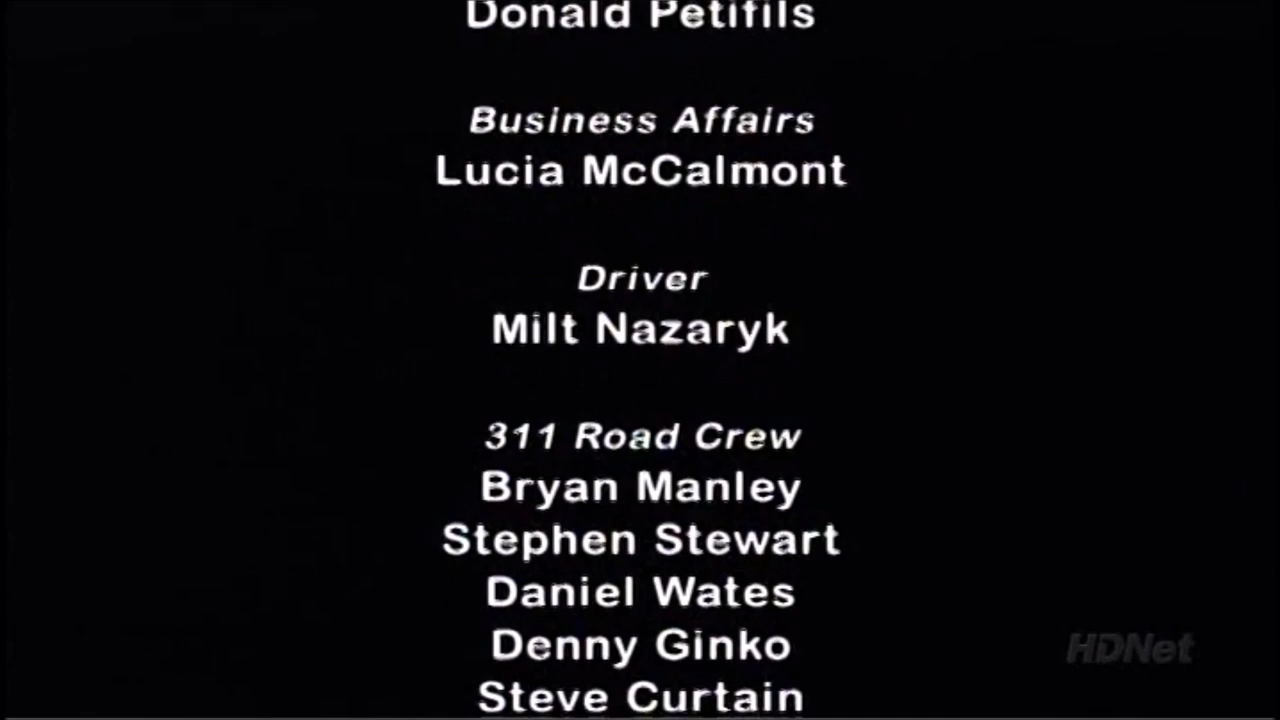 Donald Petifils
Business Affairs
Lucia McCalmont
Driver
Milt Nazaryk
311 Road Crew
Bryan Manley
Stephen Stewart
Daniel Wates
Denny Ginko
HDNet
Steve Curtain